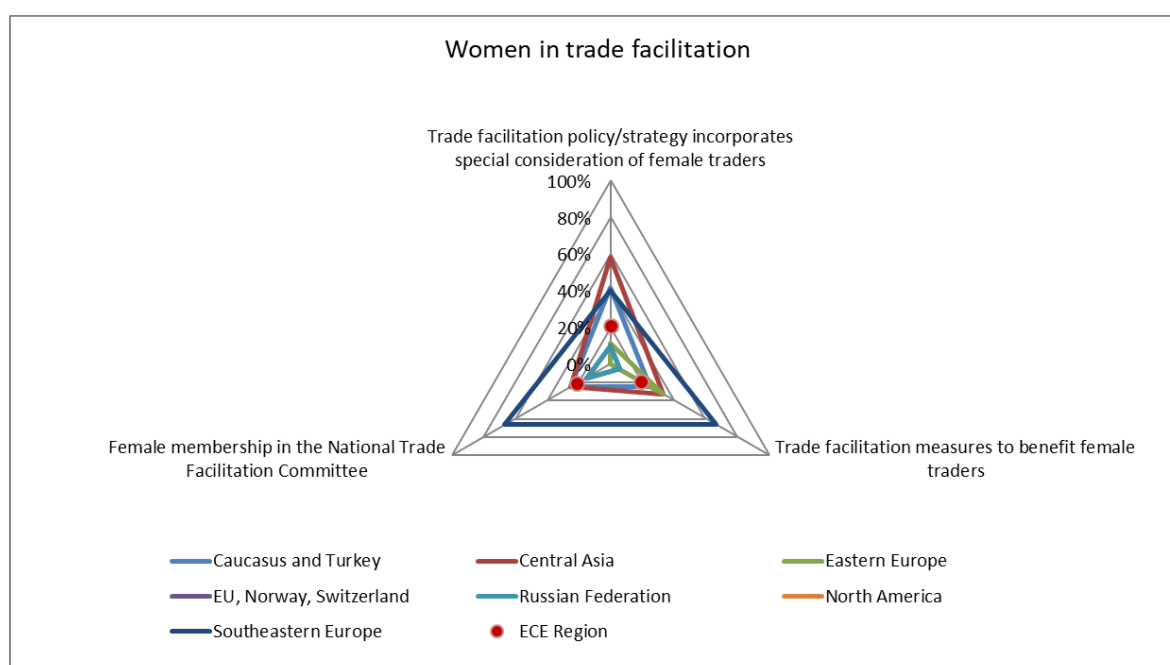 Women in trade facilitation
Trade facilitation policy/strategy incorporates
special consideration of female traders
100%
80%
60%
40%
20%
0%
Female membership in the National Trade
Facilitation Committee
Trade facilitation measures to benefit female
traders
Caucasus and Turkey
Central Asia
Eastern Europe
EU, Norway, Switzerland
Russian Federation
North America
Southeastern Europe
ECE Region